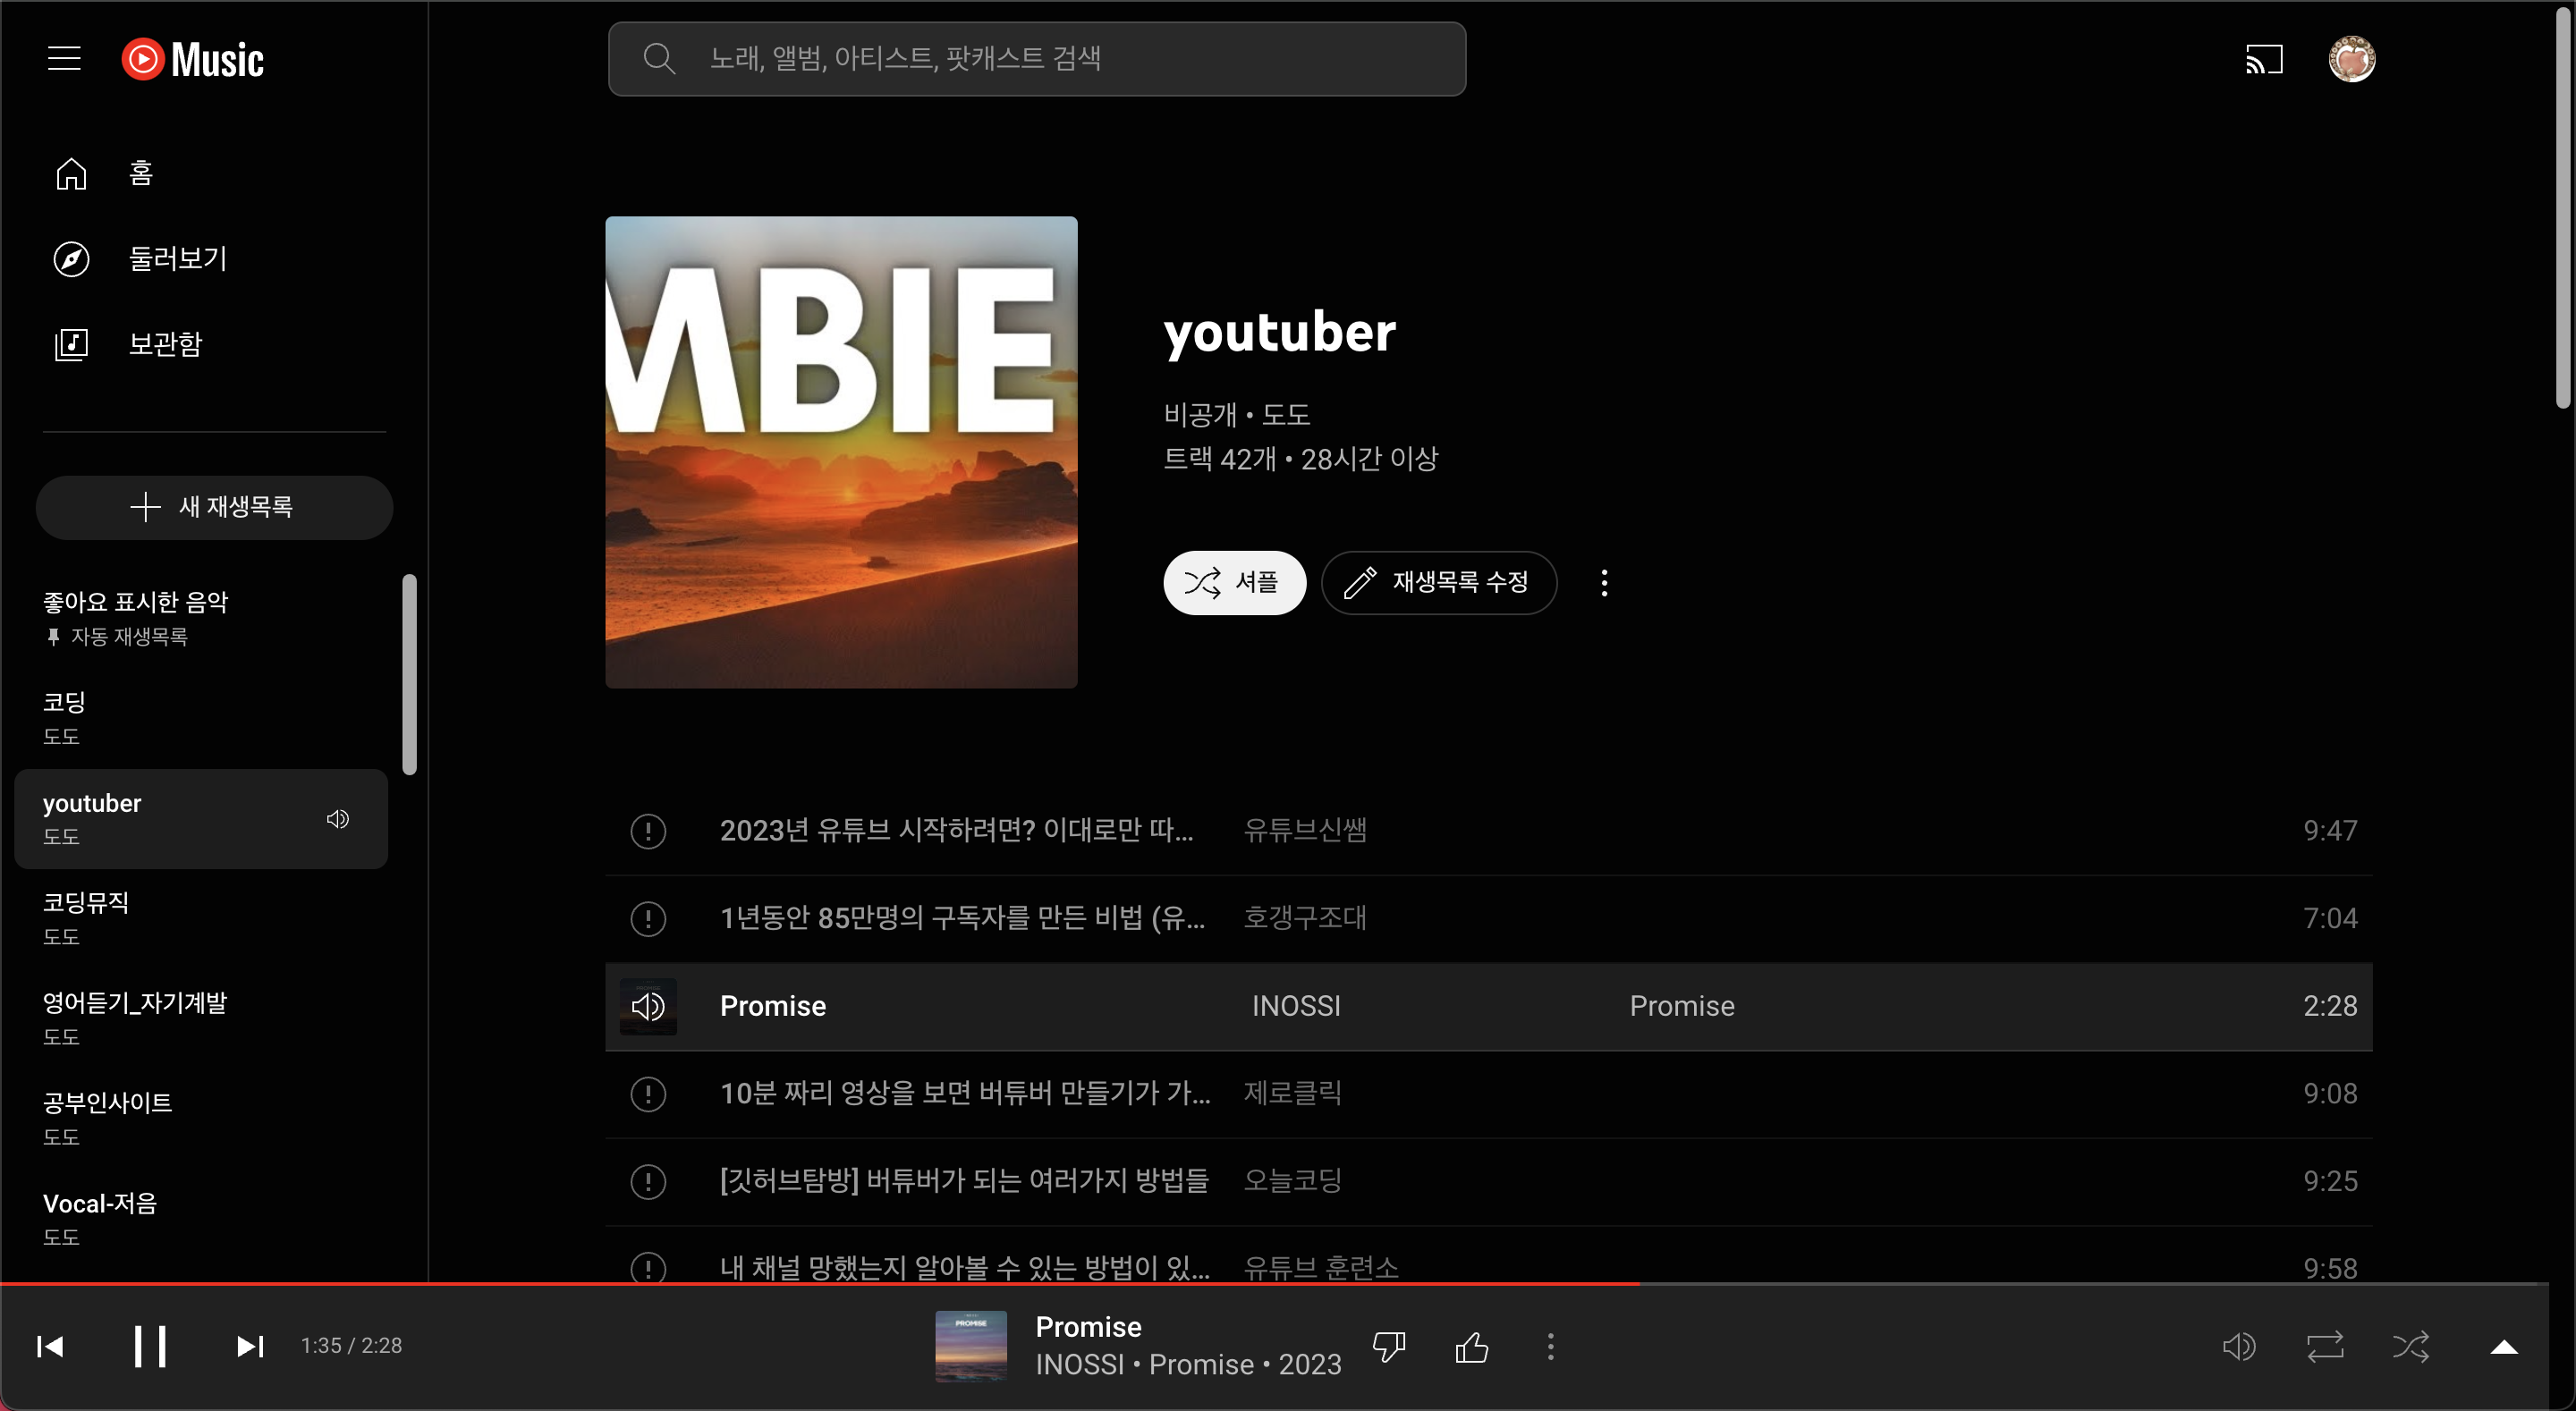 Music
노래, 앨범, 아티스트, 팟캐스트 검색
홈
둘러보기
보관함
새 재생목록
좋아요 표시한 음악
자동 재생목록
코딩
도도
youtuber
도도
코딩뮤직
도도
영어듣기_자기계발
도도
공부인사이트
도도
Vocal-저음
도도
MBIE
youtuber
비공개 • 도도
트랙 42개 • 28시간 이상
셔플
재생목록 수정
2023년 유튜브 시작하려면? 이대로만 따... 유튜브신쌤 9:47
1년동안 85만명의 구독자를 만든 비법 (유... 호갱구조대 7:04
Promise INOSSI Promise 2:28
10분 짜리 영상을 보면 버튜버 만들기가 가... 제로클릭 9:08
[깃허브탐방] 버튜버가 되는 여러가지 방법들 오늘코딩 9:25
내 채널 망했는지 알아볼 수 있는 방법이 있... 유튜브 훈련소 9:58
1:35 / 2:28
PROMISE
Promise
INOSSI • Promise • 2023